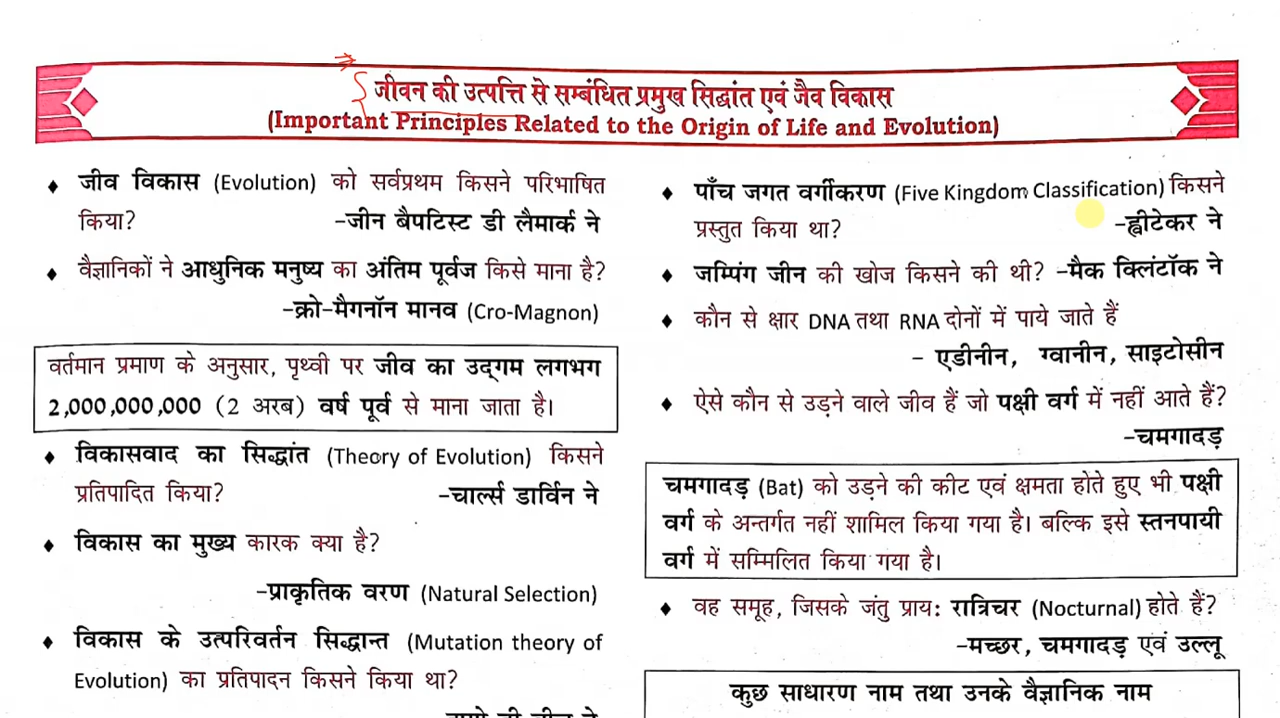 जीवन की उत्पत्ति से सम्बंधित प्रमुख सिद्धांत एवं जैव विकास
(Important Principles Related to the Origin of Life and Evolution)
♦ जीव विकास (Evolution) को सर्वप्रथम किसने परिभाषित
किया? -जीन बैपटिस्ट डी लैमार्क ने
♦ वैज्ञानिकों ने आधुनिक मनुष्य का अंतिम पूर्वज किसे माना है?
-क्रो-मैगनॉन मानव (Cro-Magnon)
वर्तमान प्रमाण के अनुसार, पृथ्वी पर जीव का उद्गम लगभग
2,000,000,000 (2 अरब) वर्ष पूर्व से माना जाता है।
♦ विकासवाद का सिद्धांत (Theory of Evolution) किसने
प्रतिपादित किया? -चार्ल्स डार्विन ने
♦ विकास का मुख्य कारक क्या है?
-प्राकृतिक वरण (Natural Selection)
♦ विकास के उत्परिवर्तन सिद्धान्त (Mutation theory of
Evolution) का प्रतिपादन किसने किया था?
♦ पाँच जगत वर्गीकरण (Five Kingdom Classification) किसने
प्रस्तुत किया था? -ह्वीटेकर ने
♦ जम्पिंग जीन की खोज किसने की थी? -मैक क्लिंटॉक ने
♦ कौन से क्षार DNA तथा RNA दोनों में पाये जाते हैं
- एडीनीन, ग्वानीन, साइटोसीन
♦ ऐसे कौन से उड़ने वाले जीव हैं जो पक्षी वर्ग में नहीं आते हैं?
-चमगादड़
चमगादड़ (Bat) को उड़ने की कीट एवं क्षमता होते हुए भी पक्षी
वर्ग के अन्तर्गत नहीं शामिल किया गया है। बल्कि इसे स्तनपायी
वर्ग में सम्मिलित किया गया है।
♦ वह समूह, जिसके जंतु प्राय: रात्रिचर (Nocturnal) होते हैं?
-मच्छर, चमगादड़ एवं उल्लू
कुछ साधारण नाम तथा उनके वैज्ञानिक नाम